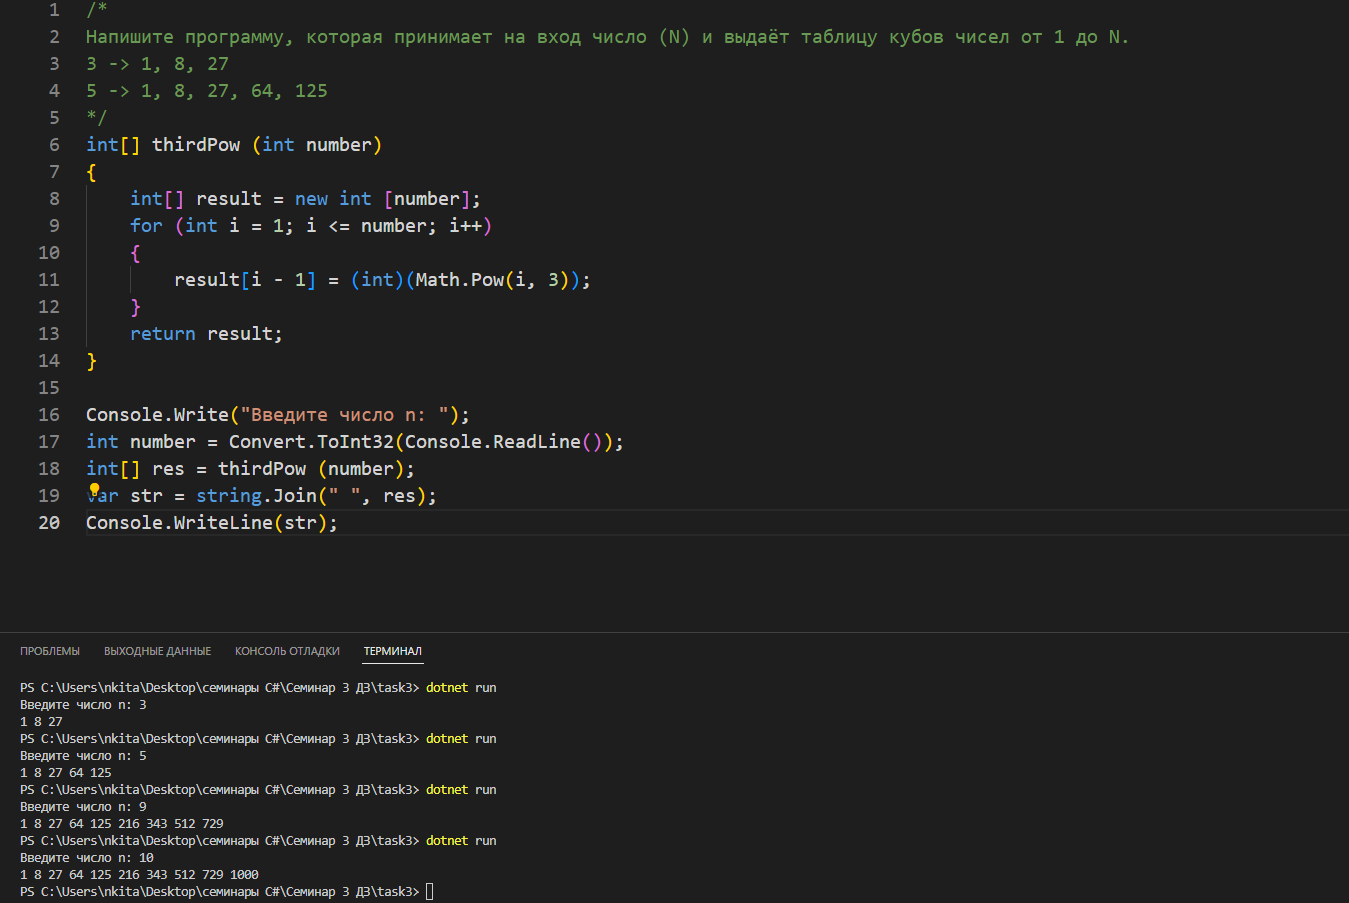 1 /*
2 Напишите программу, которая принимает на вход число (N) и выдаёт таблицу кубов чисел от 1 до N.
3 3 -> 1, 8, 27
4 5 -> 1, 8, 27, 64, 125
5 */
6 int[] thirdPow (int number)
7 {
8     int[] result = new int [number];
9     for (int i = 1; i <= number; i++)
10     {
11         result[i - 1] = (int)(Math.Pow(i, 3));
12     }
13     return result;
14 }
15
16 Console.Write("Введите число n: ");
17 int number = Convert.ToInt32(Console.ReadLine());
18 int[] res = thirdPow (number);
19 var str = string.Join(" ", res);
20 Console.WriteLine(str);
ПРОБЛЕМЫ ВЫХОДНЫЕ ДАННЫЕ КОНСОЛЬ ОТЛАДКИ ТЕРМИНАЛ
PS C:\Users\nkita\Desktop\семинары C#\Семинар 3 ДЗ\task3> dotnet run
Введите число n: 3
1 8 27
PS C:\Users\nkita\Desktop\семинары C#\Семинар 3 ДЗ\task3> dotnet run
Введите число n: 5
1 8 27 64 125
PS C:\Users\nkita\Desktop\семинары C#\Семинар 3 ДЗ\task3> dotnet run
Введите число n: 9
1 8 27 64 125 216 343 512 729
PS C:\Users\nkita\Desktop\семинары C#\Семинар 3 ДЗ\task3> dotnet run
Введите число n: 10
1 8 27 64 125 216 343 512 729 1000
PS C:\Users\nkita\Desktop\семинары C#\Семинар 3 ДЗ\task3>